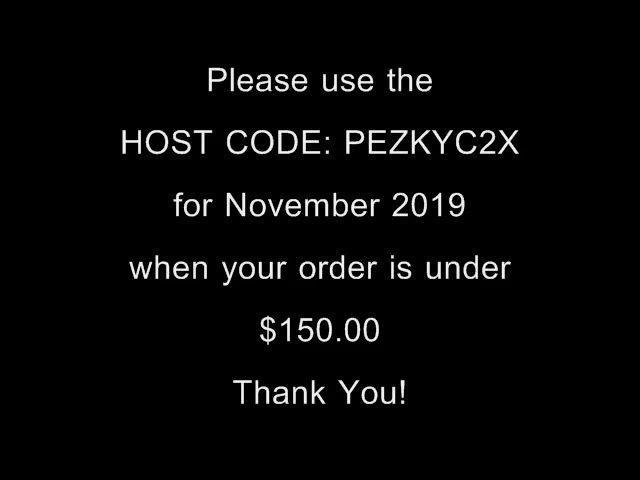 Please use the
HOST CODE: PEZKYC2X
for November 2019
when your order is under
$150.00
Thank You!